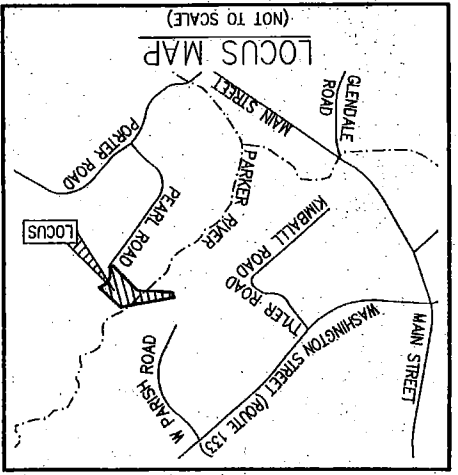 LOCUS MAP
(NOT TO SCALE)
GLENDALE
ROAD
MAIN STREET
PORTER ROAD
PARKER
RIVER
PEARL ROAD
KIMBALL ROAD
LOCUS
TYLER ROAD
WASHINGTON STREET (ROUTE 133)
MAIN STREET
W PARISH ROAD